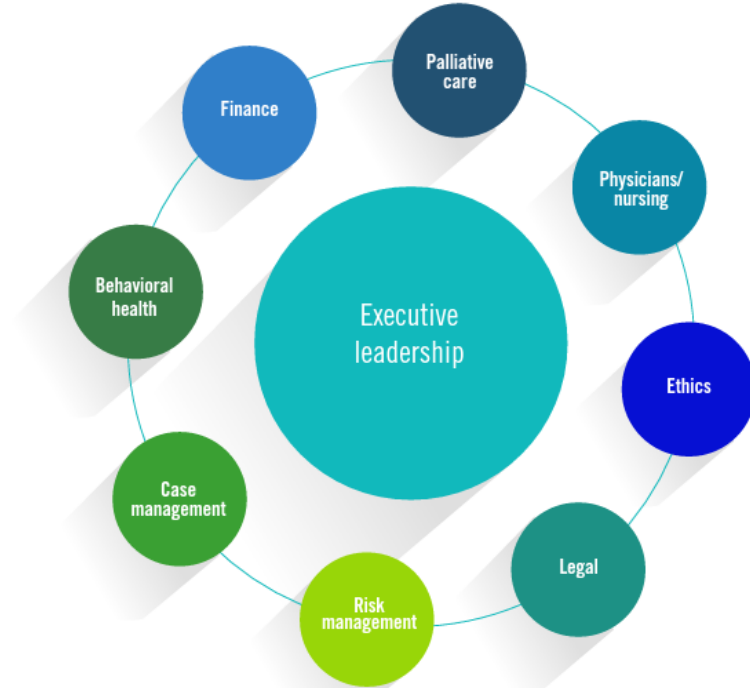 Palliative
care
Finance
Physicians/
nursing
Behavioral
health
Executive
leadership
Ethics
Case
management
Legal
Risk
management